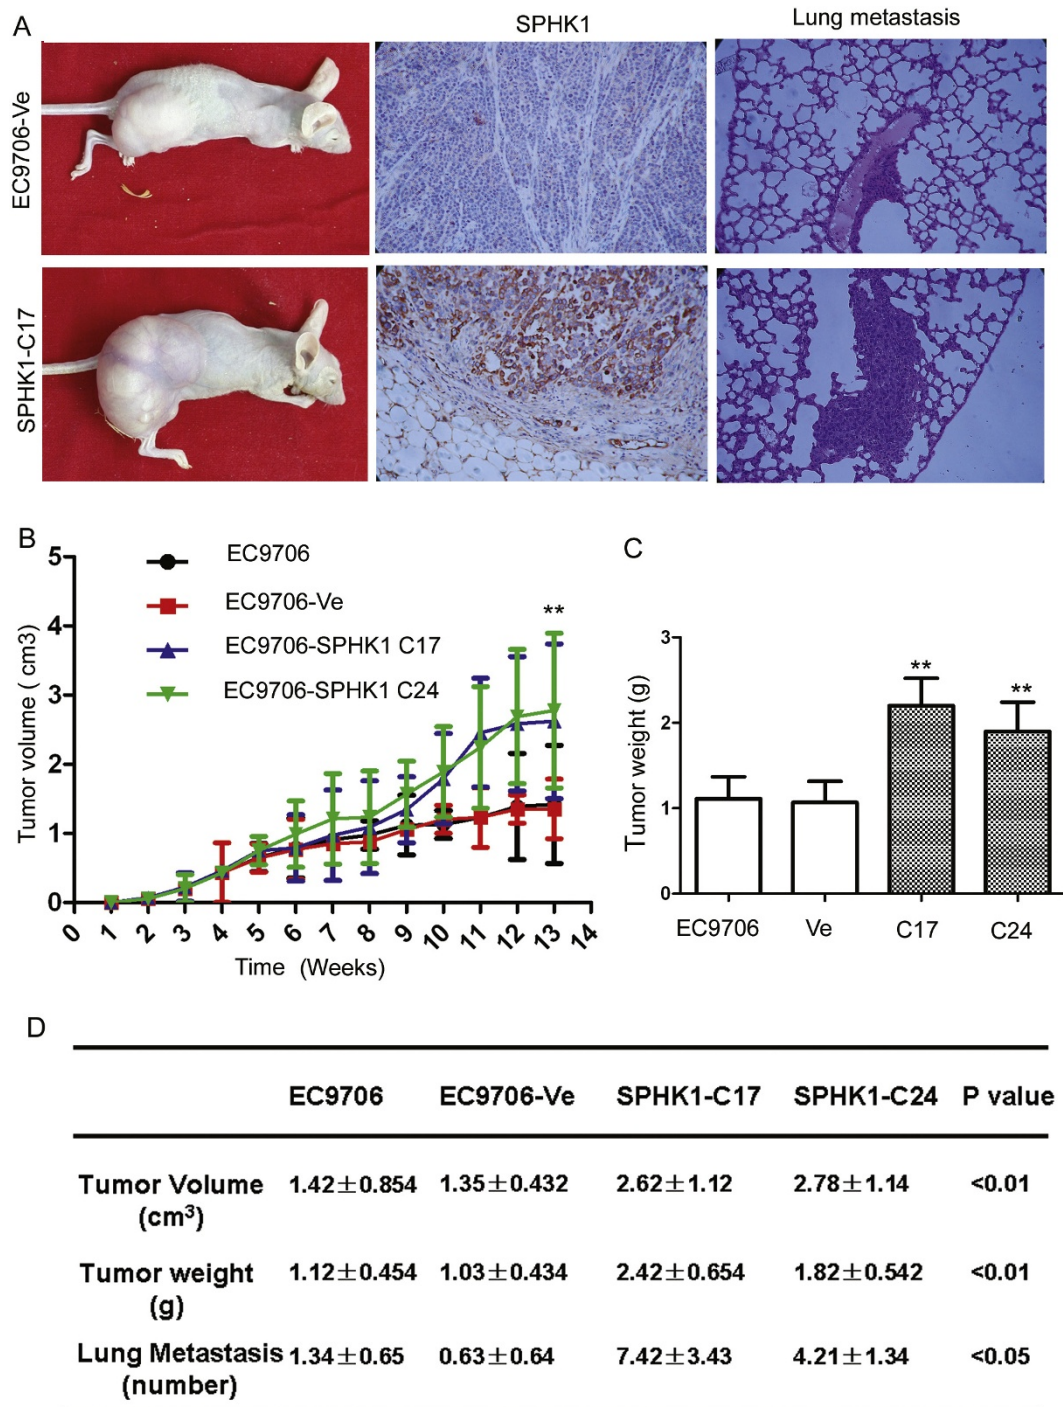 A
SPHK1
Lung metastasis
EC9706-Ve
SPHK1-C17
B
Tumor volume ( cm3)
5
4
3
2
1
0
EC9706
EC9706-Ve
EC9706-SPHK1 C17
EC9706-SPHK1 C24
**
0 1 2 3 4 5 6 7 8 9 10 11 12 13 14
Time (Weeks)
C
Tumor weight (g)
3
2
1
0
**
**
EC9706 Ve C17 C24
D
EC9706 EC9706-Ve SPHK1-C17 SPHK1-C24 P value
Tumor Volume 1.42±0.854 1.35±0.432 2.62±1.12 2.78±1.14 <0.01
(cm³)
Tumor weight 1.12±0.454 1.03±0.434 2.42±0.654 1.82±0.542 <0.01
(g)
Lung Metastasis 1.34±0.65 0.63±0.64 7.42±3.43 4.21±1.34 <0.05
(number)